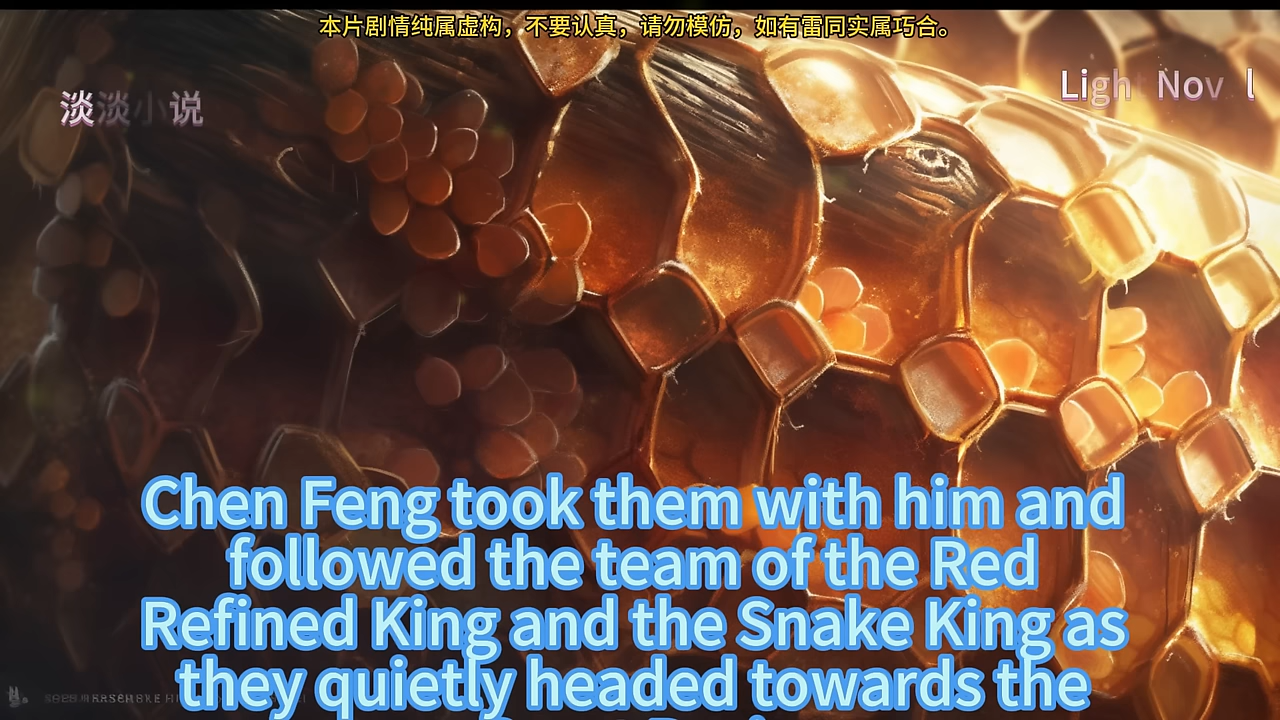 本片剧情纯属虚构，不要认真，请勿模仿，如有雷同实属巧合。
淡淡小说
Light Nov l
Chen Feng took them with him and
followed the team of the Red
Refined King and the Snake King as
they quietly headed towards the